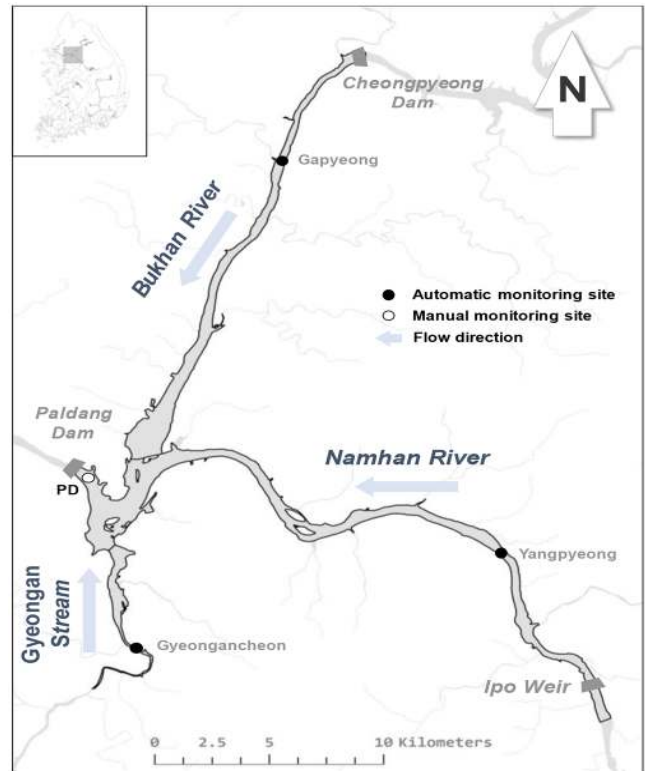 Cheongpyeong
Dam
N
Gapyeong
Bukhan River
Automatic monitoring site
Manual monitoring site
Flow direction
Paldang
Dam
PD
Namhan River
Yangpyeong
Gyeongan
Stream
Gyeongancheon
Ipo Weir
0 2.5 5 10 Kilometers